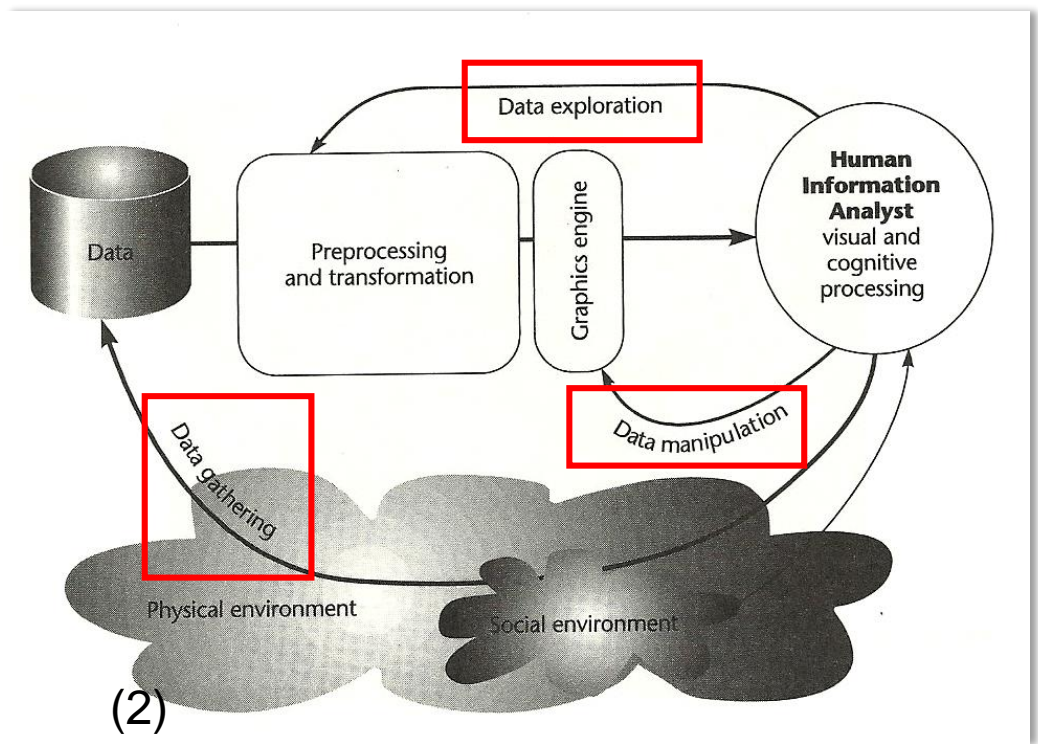 Data exploration
Human
Information
Analyst
visual and
cognitive
processing
Data
Preprocessing
and transformation
Graphics engine
Data manipulation
Data gathering
Physical environment
Social environment
(2)